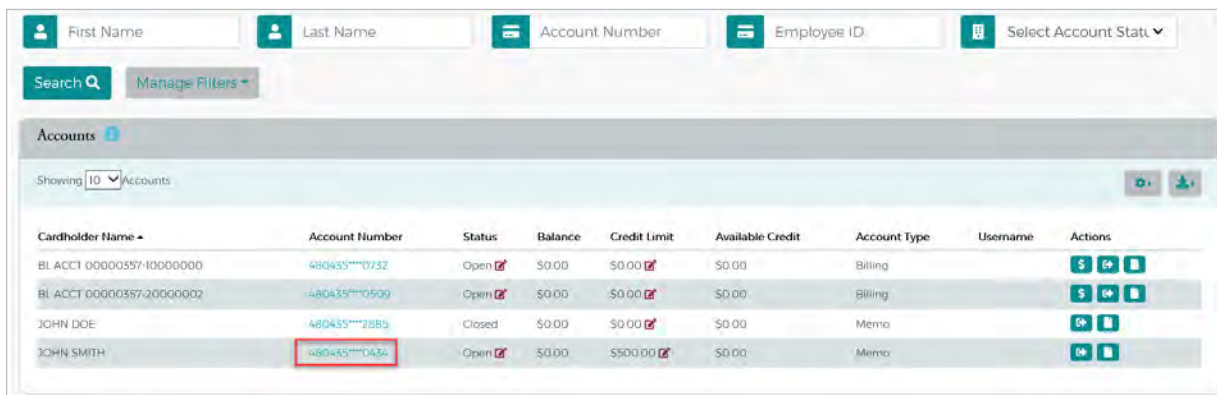 First Name Last Name Account Number Employee ID Select Account Statu
Search Manage Filters
Accounts
Showing 10 Accounts
Cardholder Name Account Number Status Balance Credit Limit Available Credit Account Type Username Actions
BL ACCT 00000357-10000000 480435****0732 Open $0.00 $0.00 $0.00 Billing
BL ACCT 00000357-20000002 480435****0509 Open $0.00 $0.00 $0.00 Billing
JOHN DOE 480435****2885 Closed $0.00 $0.00 $0.00 Memo
JOHN SMITH 480435****0434 Open $0.00 $500.00 $0.00 Memo